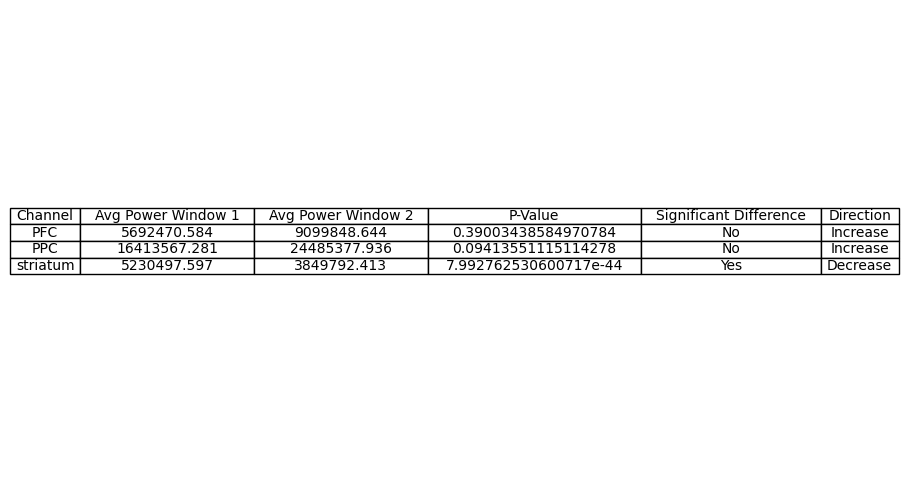 Channel Avg Power Window 1 Avg Power Window 2 P-Value Significant Difference Direction
PFC 5692470.584 9099848.644 0.39003438584970784 No Increase
PPC 16413567.281 24485377.936 0.09413551115114278 No Increase
striatum 5230497.597 3849792.413 7.992762530600717e-44 Yes Decrease